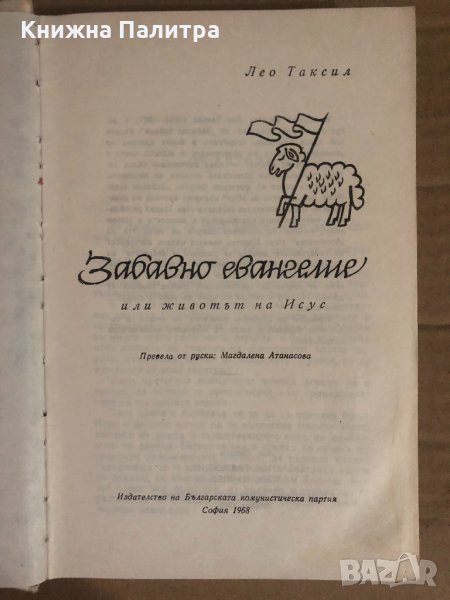 Книжна Палитра
Лео Таксил
Забавно евангелие
или животът на Исус
Превела от руски: Магдалена Атанасова
Издателство на Българската комунистическа партия
София 1968
BAZAR